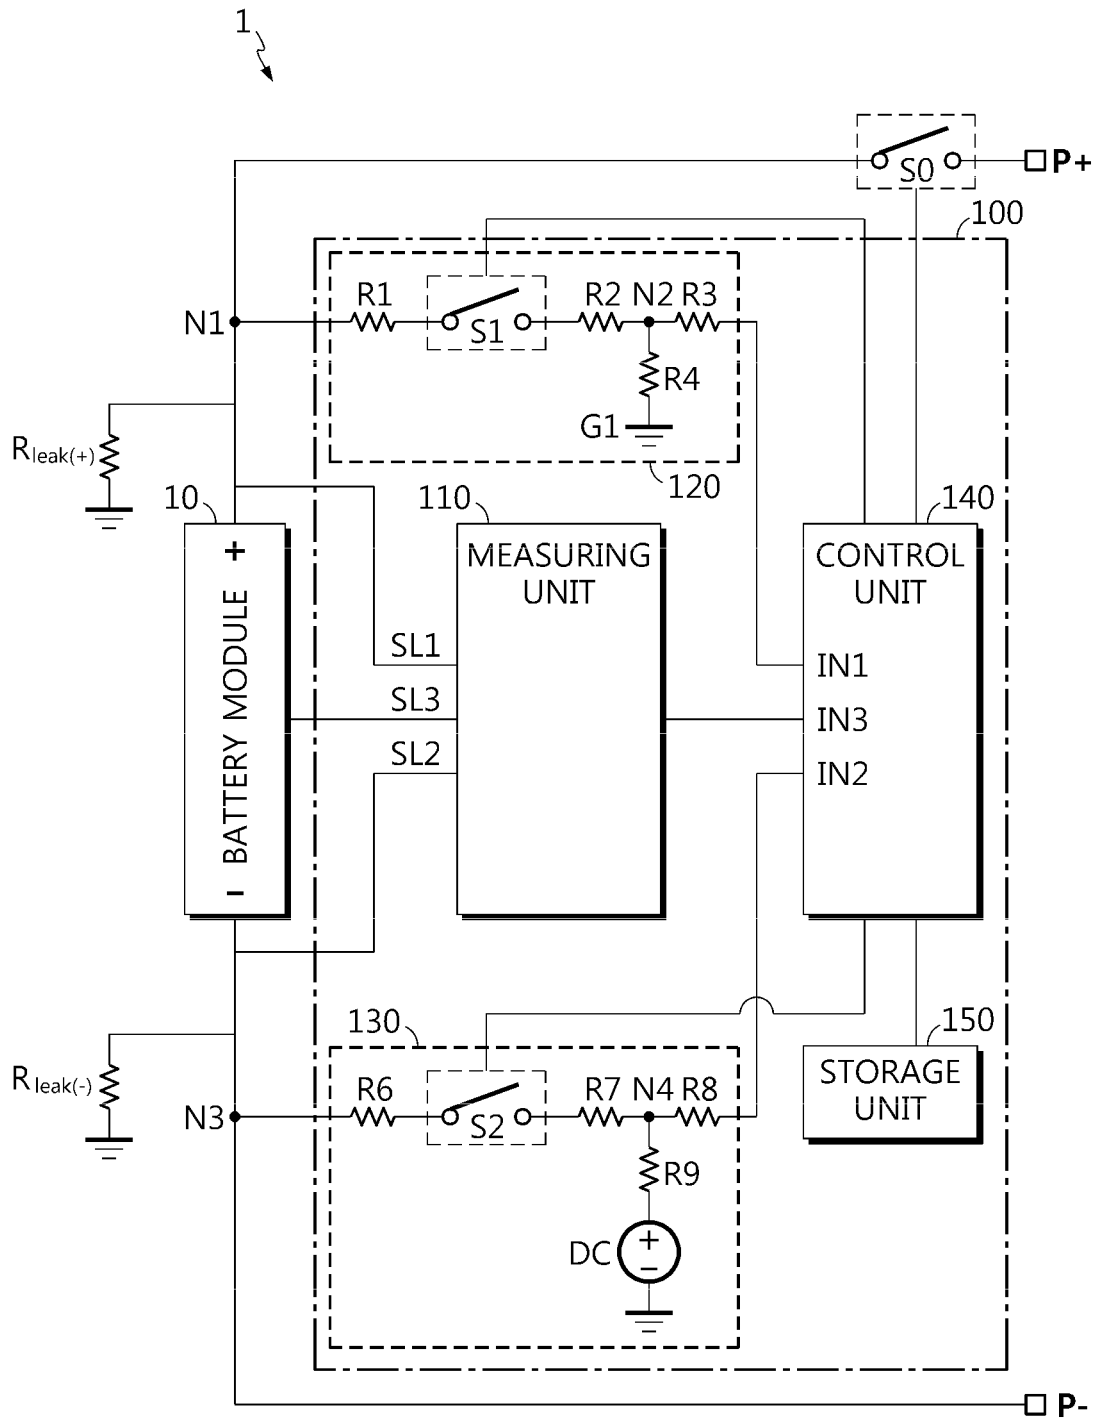 1
S0
P+
100
R1
S1
R2
N2
R3
N1
R4
G1
Rleak(+)
120
10
110
140
+
BATTERY MODULE
-
MEASURING
UNIT
CONTROL
UNIT
SL1
SL3
SL2
IN1
IN3
IN2
130
150
Rleak(-)
R6
S2
R7
N4
R8
N3
STORAGE
UNIT
R9
DC
+
-
P-